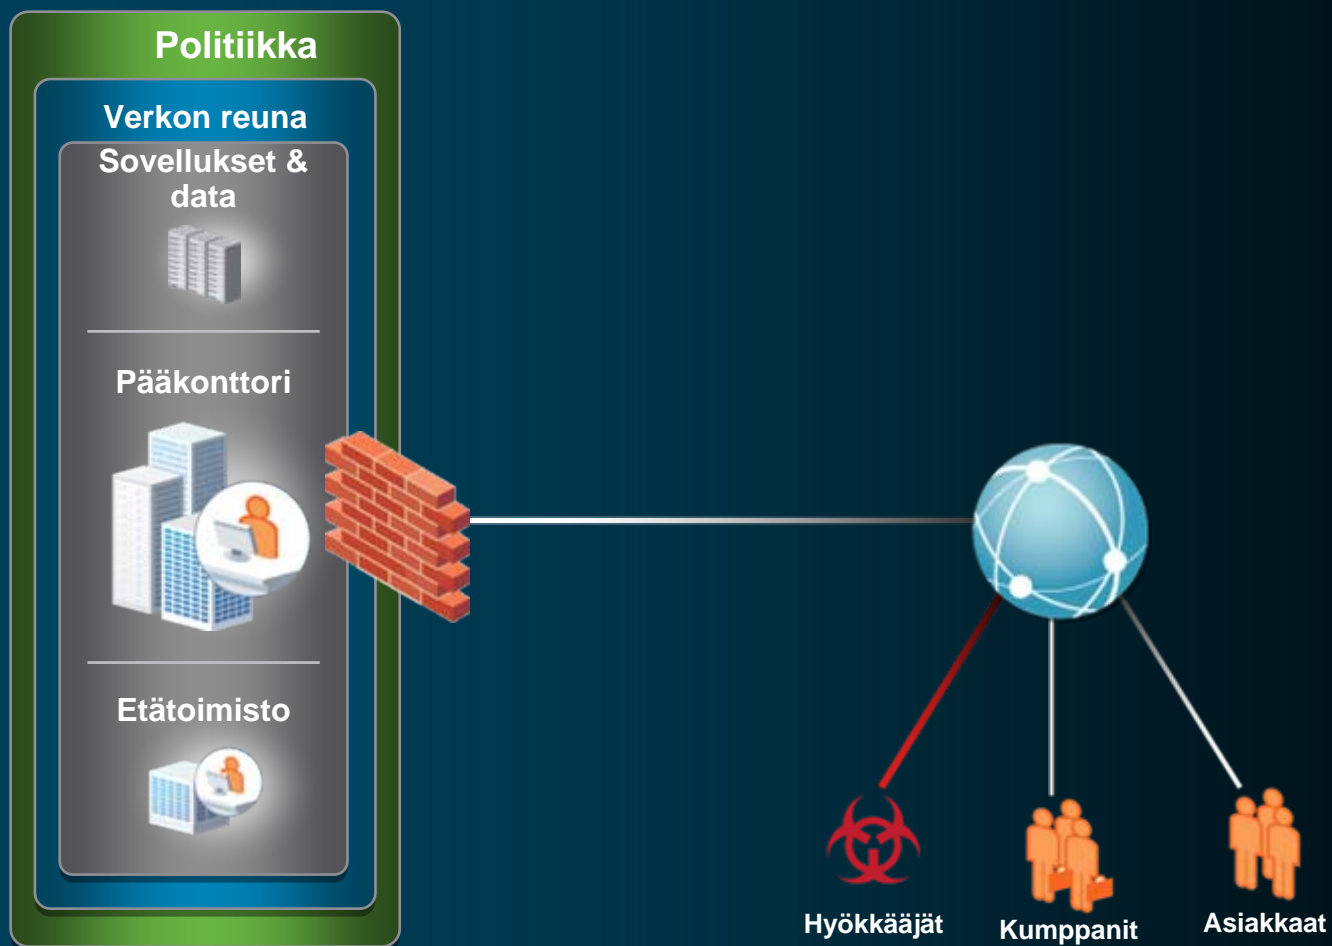 Politiikka
Verkon reuna
Sovellukset &
data
Pääkonttori
Etätoimisto
Hyökkääjät
Kumppanit
Asiakkaat